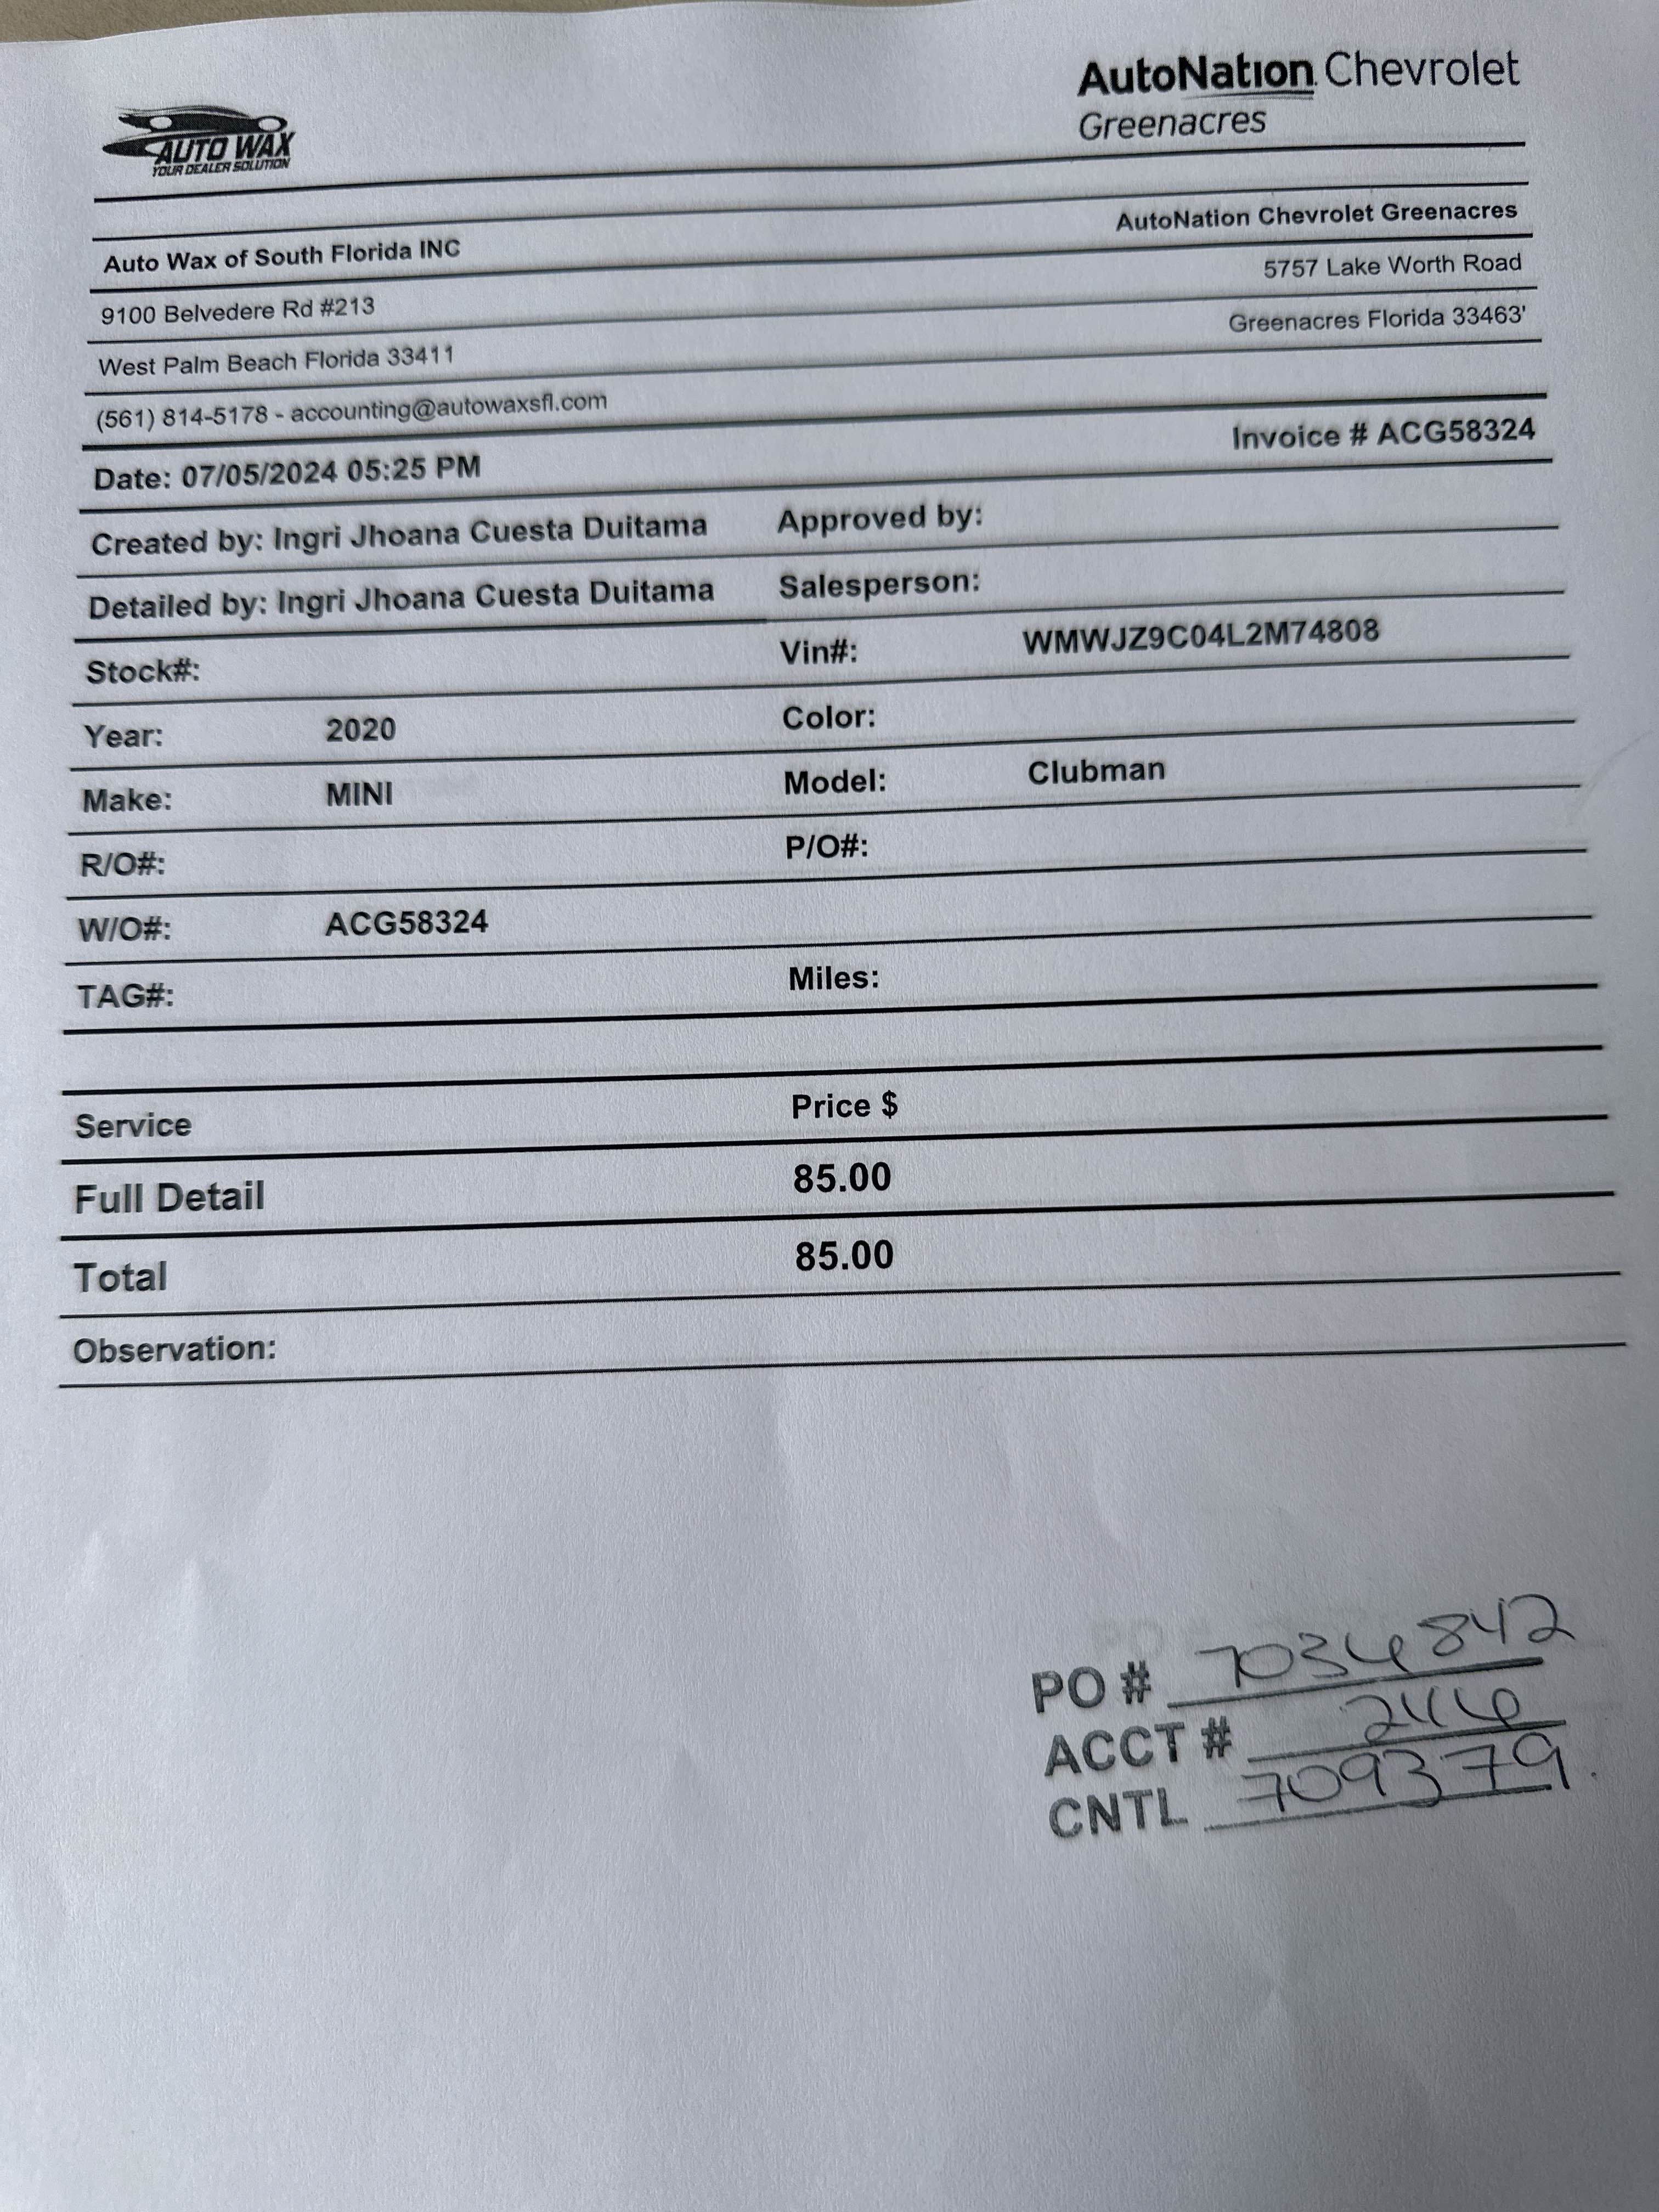 AUTO WAX
YOUR DEALER SOLUTION
AutoNation Chevrolet
Greenacres
Auto Wax of South Florida INC AutoNation Chevrolet Greenacres
9100 Belvedere Rd #213 5757 Lake Worth Road
West Palm Beach Florida 33411 Greenacres Florida 33463'
(561) 814-5178 - accounting@autowaxsfl.com
Date: 07/05/2024 05:25 PM Invoice # ACG58324
Created by: Ingri Jhoana Cuesta Duitama Approved by:
Detailed by: Ingri Jhoana Cuesta Duitama Salesperson:
Stock#: Vin#: WMWJZ9C04L2M74808
Year: 2020 Color:
Make: MINI Model: Clubman
R/O#: P/O#:
W/O#: ACG58324
TAG#: Miles:
Service Price $
Full Detail 85.00
Total 85.00
Observation:
PO # 7034842
ACCT #
CNTL 709379